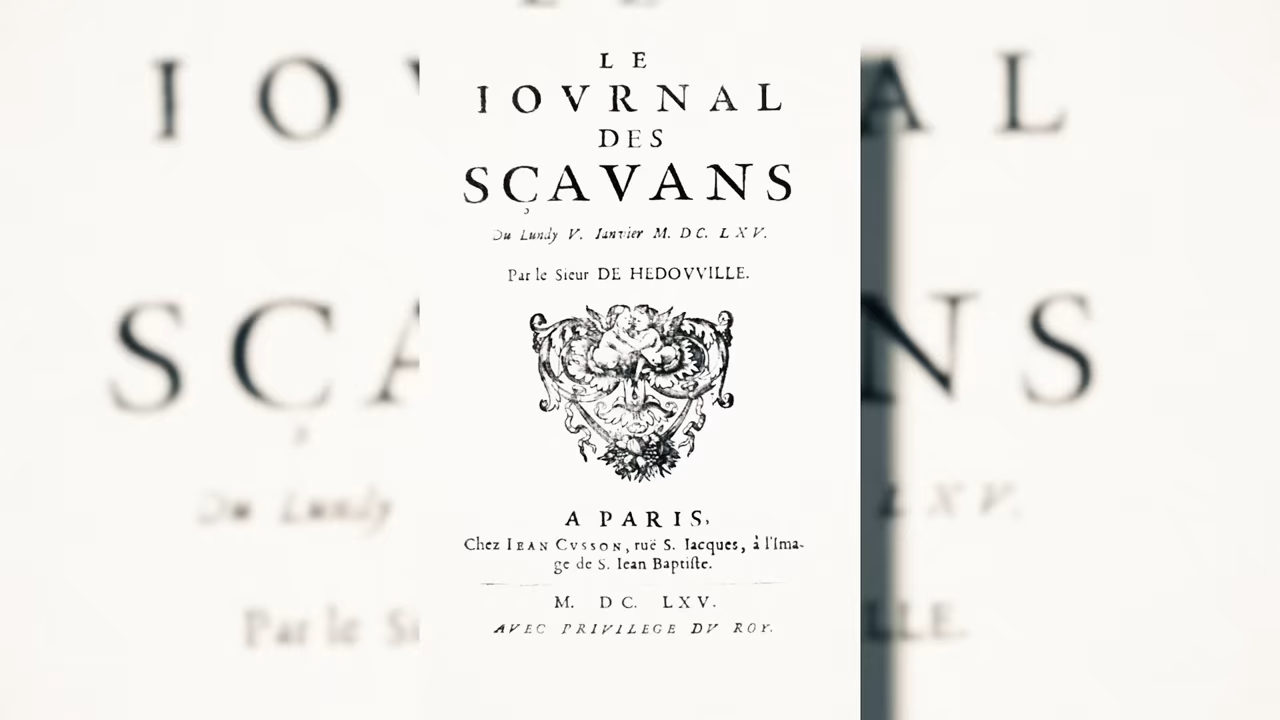 LE
IOVRNAL
DES
SÇAVANS
Du Lundy V. Ianvier M. DC. LXV.
Par le Sieur DE HEDOVVILLE.
A PARIS,
Chez IEAN CVSSON, ruë S. Iacques, à l'Ima-
ge de S. Iean Baptiſte.
M. DC. LXV.
AVEC PRIVILEGE DV ROY.